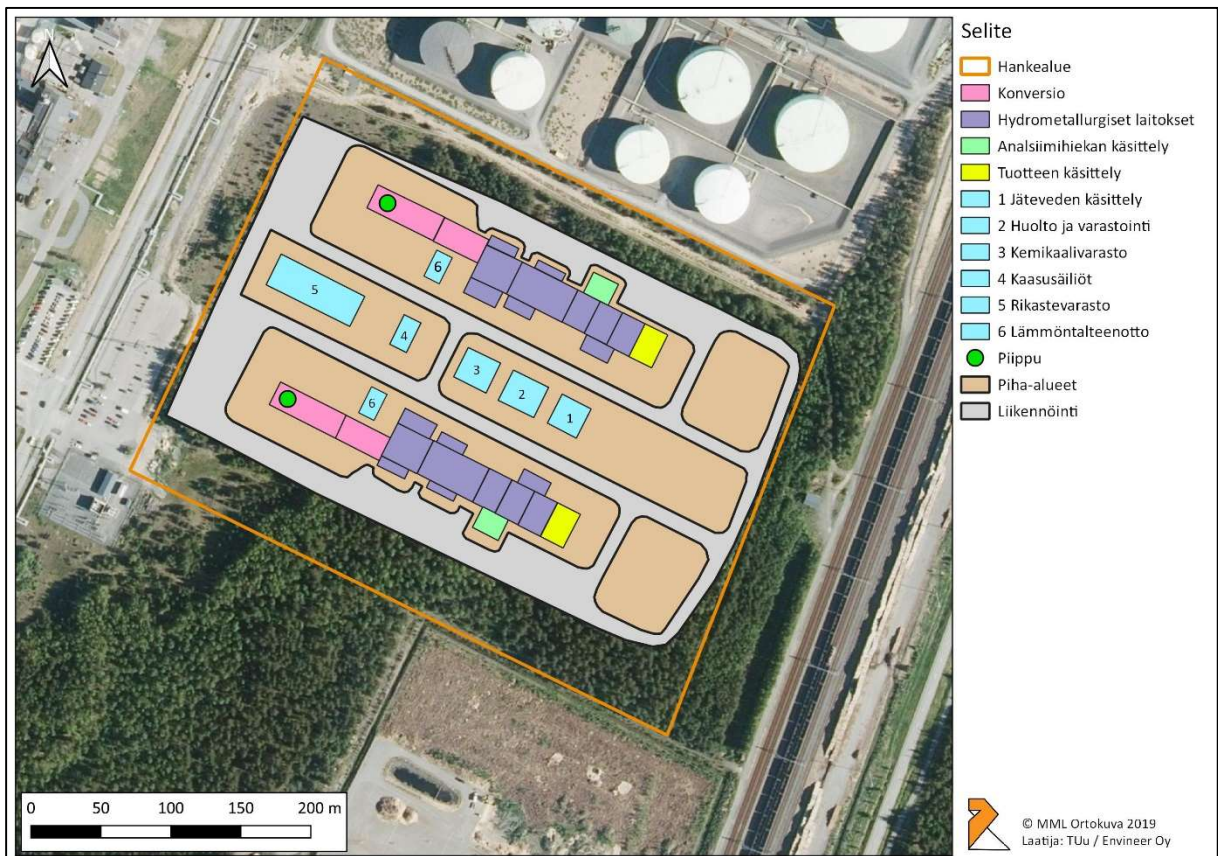 N
Selite
Hankealue
Konversio
Hydrometallurgiset laitokset
Analsiimihiekan käsittely
Tuotteen käsittely
1 Jäteveden käsittely
2 Huolto ja varastointi
3 Kemikaalivarasto
4 Kaasusäiliöt
5 Rikastevarasto
6 Lämmöntalteenotto
Piippu
Piha-alueet
Liikennöinti
6
5
4
3
2
1
6
0 50 100 150 200 m
© MML Ortokuva 2019
Laatija: TUu / Envineer Oy